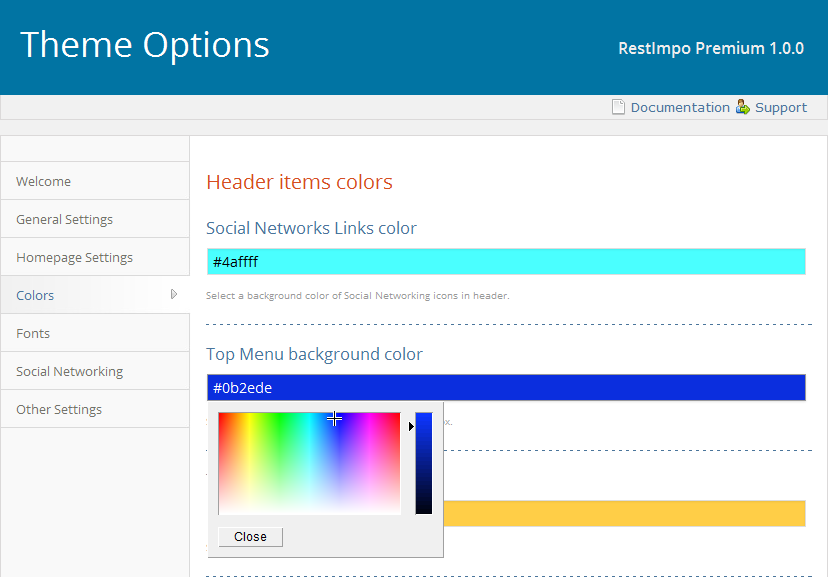 Theme Options
RestImpo Premium 1.0.0
Documentation Support
Welcome
General Settings
Homepage Settings
Colors
Fonts
Social Networking
Other Settings
Header items colors
Social Networks Links color
#4affff
Select a background color of Social Networking icons in header.
Top Menu background color
#0b2ede
Close